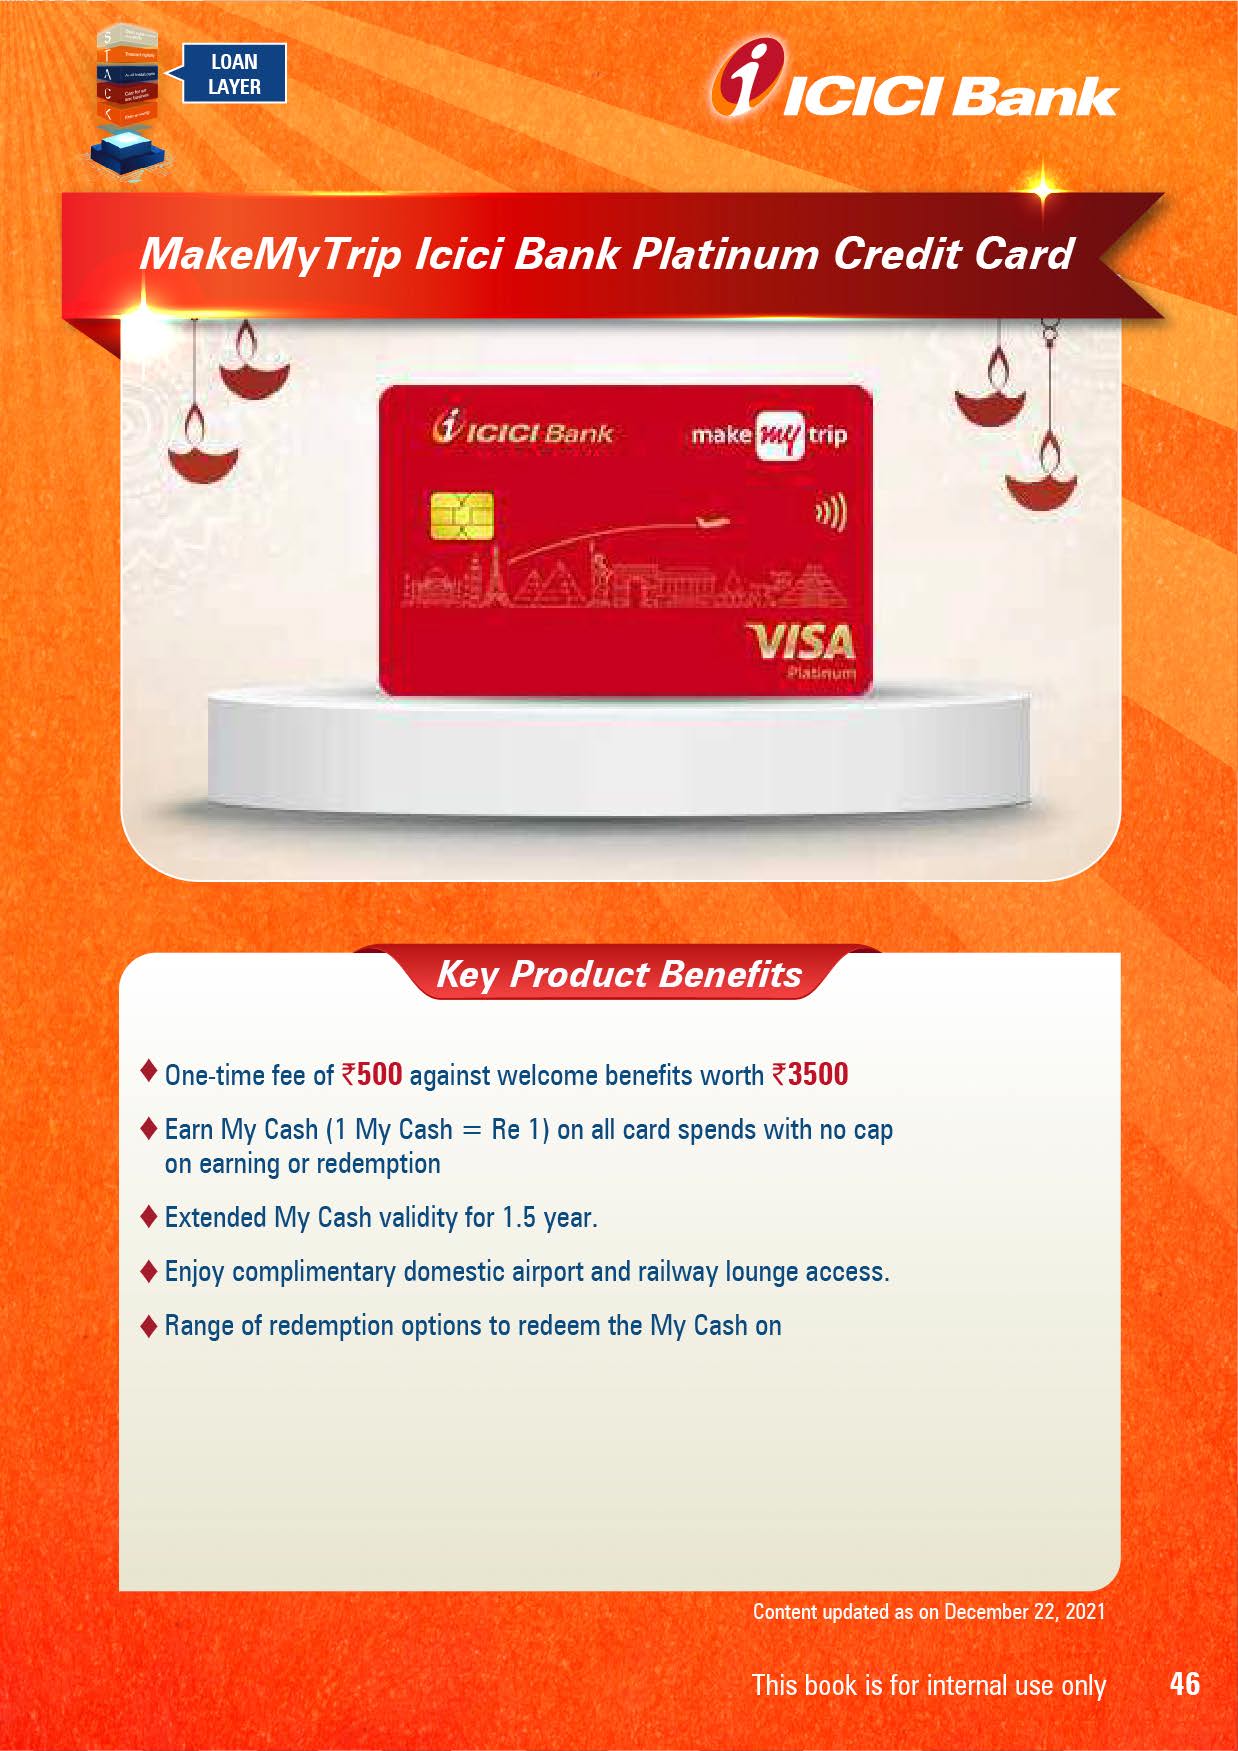 S
T
A
C
K
LOAN
LAYER
i ICICI Bank
MakeMyTrip Icici Bank Platinum Credit Card
i ICICI Bank make my trip
VISA
Platinum
Key Product Benefits
One-time fee of ₹500 against welcome benefits worth ₹3500
Earn My Cash (1 My Cash = Re 1) on all card spends with no cap
on earning or redemption
Extended My Cash validity for 1.5 year.
Enjoy complimentary domestic airport and railway lounge access.
Range of redemption options to redeem the My Cash on
Content updated as on December 22, 2021
This book is for internal use only 46